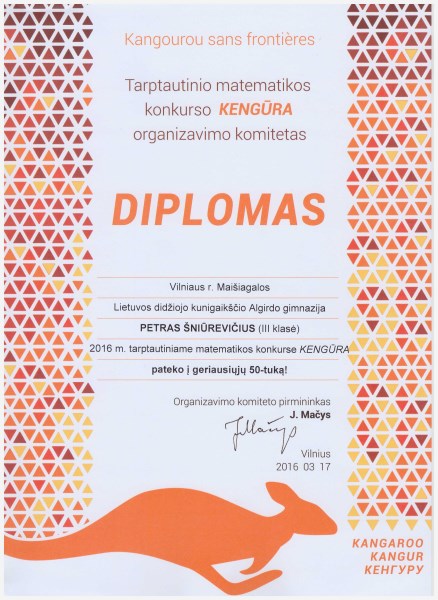 Kangourou sans frontières
Tarptautinio matematikos
konkurso KENGŪRA
organizavimo komitetas
DIPLOMAS
Vilniaus r. Maišiagalos
Lietuvos didžiojo kunigaikščio Algirdo gimnazija
PETRAS ŠNIŪREVIČIUS (III klasė)
2016 m. tarptautiniame matematikos konkurse KENGŪRA
pateko į geriausiųjų 50-tuką!
Organizavimo komiteto pirmininkas
J. Mačys
JMačys
Vilnius
2016 03 17
KANGAROO
KANGUR
КЕНГУРУ